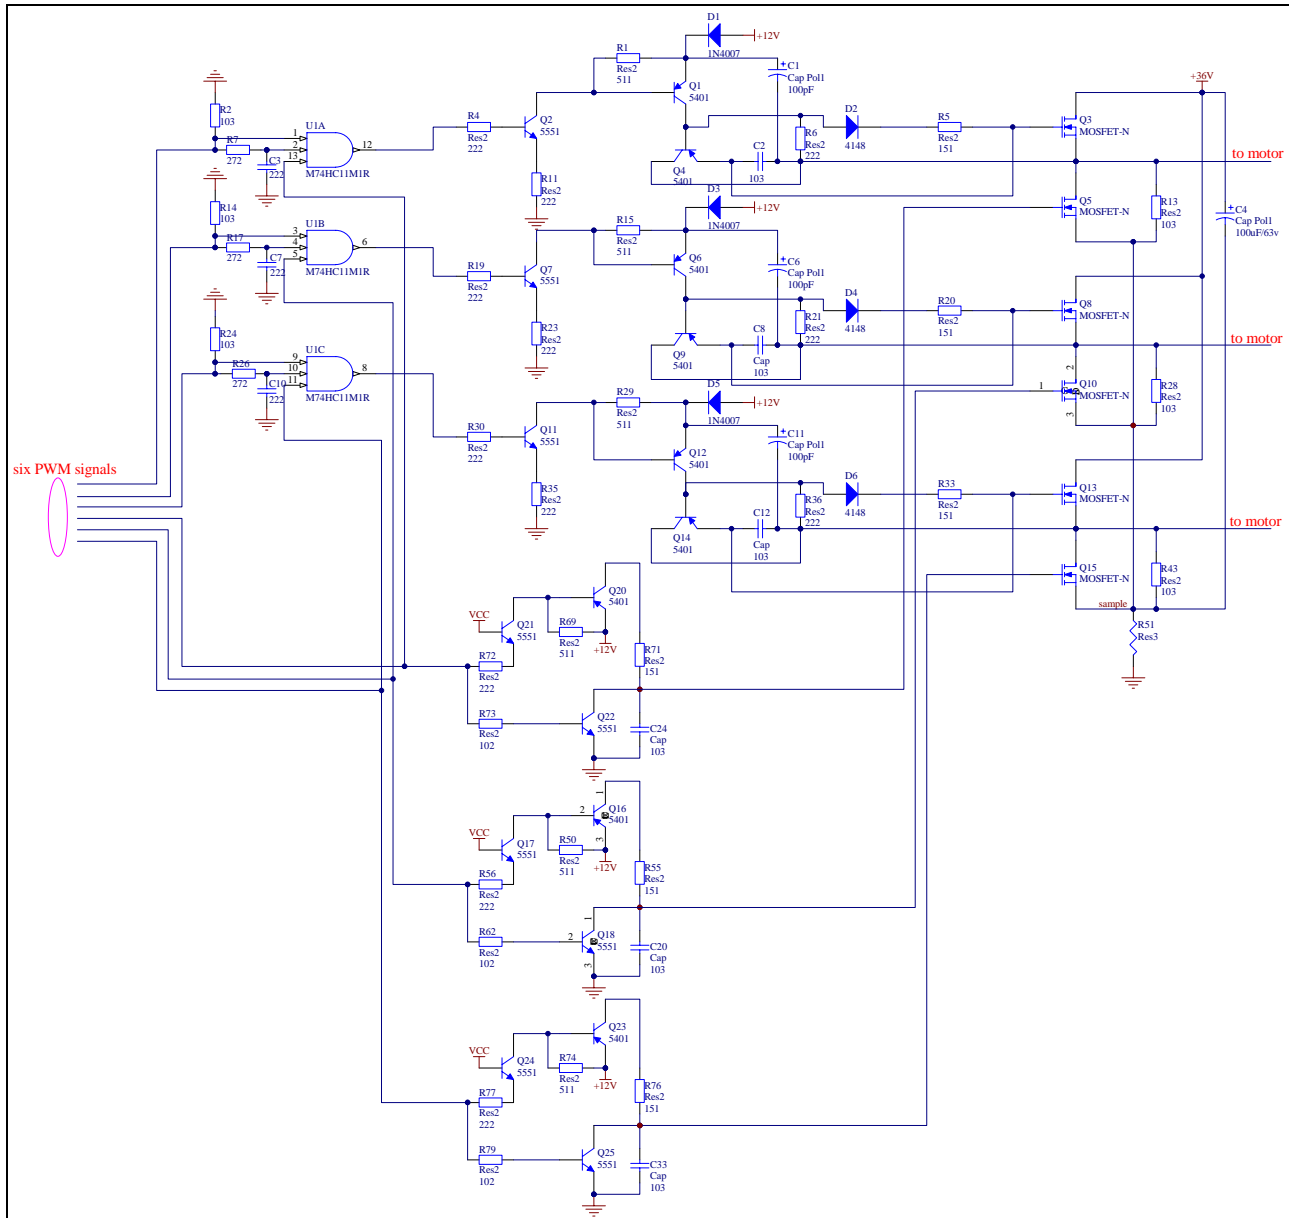 D1
+12V
1N4007
R1
Res2
511
C1
Cap Pol1
100pF
Q1
5401
+36V
R2
103
U1A
R7
272
1
2
13
12
C3
222
M74HC11M1R
R4
Res2
222
Q2
5551
R11
Res2
222
D2
4148
R6
Res2
222
C2
103
Q4
5401
R5
Res2
151
Q3
MOSFET-N
to motor
R14
103
U1B
R17
272
3
4
5
6
C7
222
M74HC11M1R
R19
Res2
222
Q7
5551
R23
Res2
222
D3
+12V
1N4007
R15
Res2
511
Q6
5401
C6
Cap Pol1
100pF
Q5
MOSFET-N
R13
Res2
103
C4
Cap Pol1
100uF/63v
D4
4148
R21
Res2
222
C8
Cap
103
Q9
5401
R20
Res2
151
Q8
MOSFET-N
to motor
R24
103
U1C
R26
272
9
10
11
8
C10
222
M74HC11M1R
R30
Res2
222
Q11
5551
R35
Res2
222
D5
+12V
1N4007
R29
Res2
511
Q12
5401
C11
Cap Pol1
100pF
2
1
3
Q10
MOSFET-N
R28
Res2
103
D6
4148
R36
Res2
222
C12
Cap
103
Q14
5401
R33
Res2
151
Q13
MOSFET-N
to motor
six PWM signals
Q15
MOSFET-N
R43
Res2
103
sample
R51
Res3
VCC
Q21
5551
Q20
5401
R69
Res2
511
+12V
R71
Res2
151
R72
Res2
222
R73
Res2
102
Q22
5551
C24
Cap
103
VCC
Q17
5551
1
2
3
Q16
5401
R50
Res2
511
+12V
R55
Res2
151
R56
Res2
222
R62
Res2
102
1
2
3
Q18
5551
C20
Cap
103
VCC
Q24
5551
Q23
5401
R74
Res2
511
+12V
R76
Res2
151
R77
Res2
222
R79
Res2
102
Q25
5551
C33
Cap
103